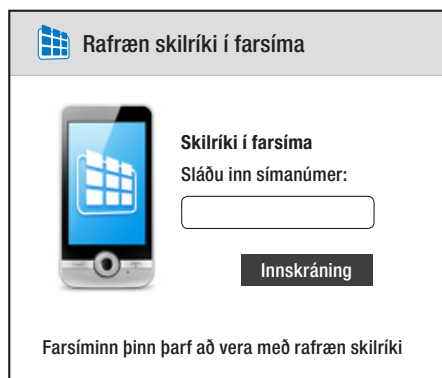 Rafræn skilríki í farsíma
Skilríki í farsíma
Sláðu inn símanúmer:
Innskráning
Farsíminn þinn þarf að vera með rafræn skilríki